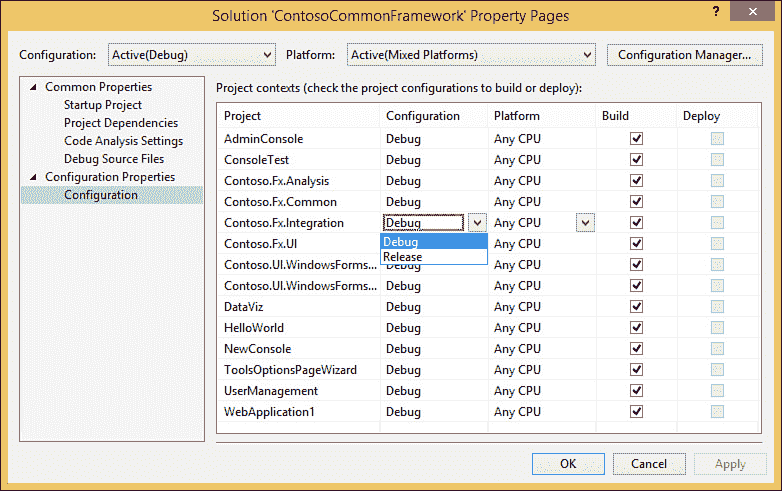 Solution 'ContosoCommonFramework' Property Pages
? ×
Configuration: Active(Debug) Platform: Active(Mixed Platforms) Configuration Manager...
Common Properties
Startup Project
Project Dependencies
Code Analysis Settings
Debug Source Files
Configuration Properties
Configuration
Project contexts (check the project configurations to build or deploy):
Project Configuration Platform Build Deploy
AdminConsole Debug Any CPU
ConsoleTest Debug Any CPU
Contoso.Fx.Analysis Debug Any CPU
Contoso.Fx.Common Debug Any CPU
Contoso.Fx.Integration Debug Any CPU
Debug
Release
Contoso.Fx.UI Any CPU
Contoso.UI.WindowsForms... Debug Any CPU
Contoso.UI.WindowsForms... Debug Any CPU
DataViz Debug Any CPU
HelloWorld Debug Any CPU
NewConsole Debug Any CPU
ToolsOptionsPageWizard Debug Any CPU
UserManagement Debug Any CPU
WebApplication1 Debug Any CPU
OK Cancel Apply